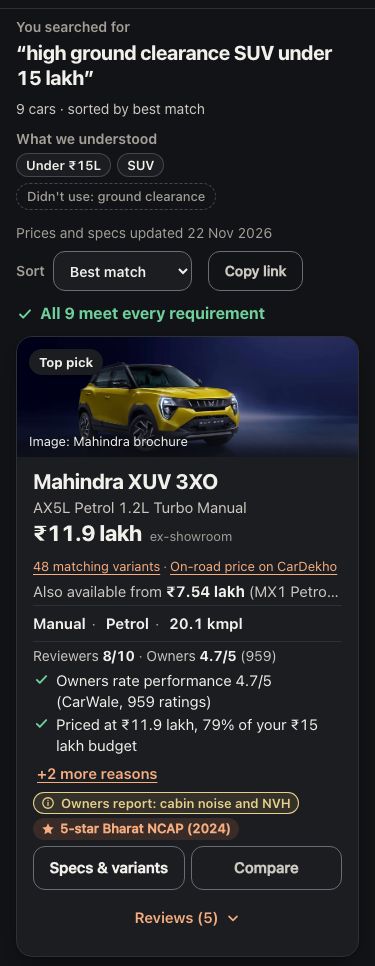 You searched for
“high ground clearance SUV under
15 lakh”
9 cars · sorted by best match
What we understood
Under ₹15L SUV
Didn't use: ground clearance
Prices and specs updated 22 Nov 2026
Sort Best match Copy link
All 9 meet every requirement
Top pick
Image: Mahindra brochure
Mahindra XUV 3XO
AX5L Petrol 1.2L Turbo Manual
₹11.9 lakh ex-showroom
48 matching variants · On-road price on CarDekho
Also available from ₹7.54 lakh (MX1 Petro...
Manual · Petrol · 20.1 kmpl
Reviewers 8/10 · Owners 4.7/5 (959)
Owners rate performance 4.7/5
(CarWale, 959 ratings)
Priced at ₹11.9 lakh, 79% of your ₹15
lakh budget
+2 more reasons
Owners report: cabin noise and NVH
5-star Bharat NCAP (2024)
Specs & variants Compare
Reviews (5)